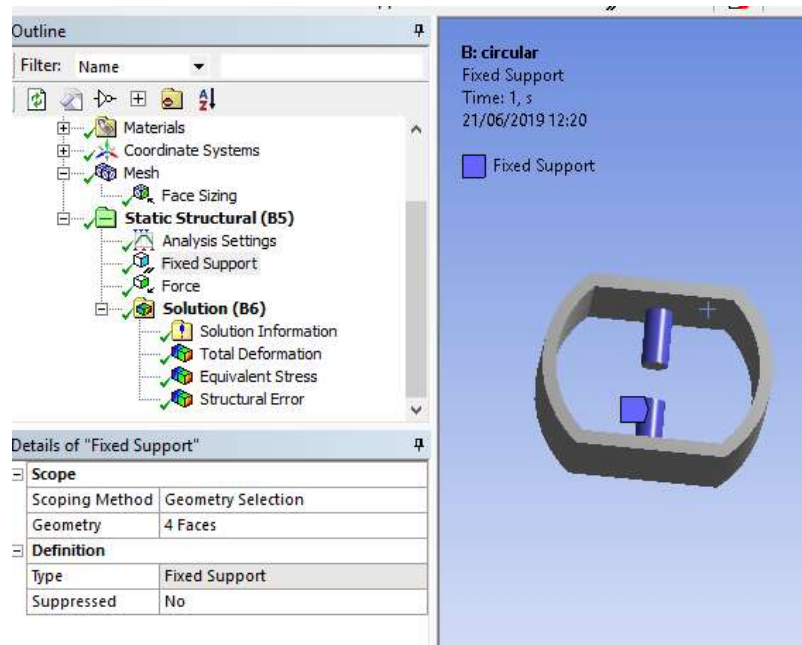 Outline
Filter: Name
Materials
Coordinate Systems
Mesh
Face Sizing
Static Structural (B5)
Analysis Settings
Fixed Support
Force
Solution (B6)
Solution Information
Total Deformation
Equivalent Stress
Structural Error
Details of "Fixed Support"
Scope
Scoping Method Geometry Selection
Geometry 4 Faces
Definition
Type Fixed Support
Suppressed No
B: circular
Fixed Support
Time: 1, s
21/06/2019 12:20
Fixed Support